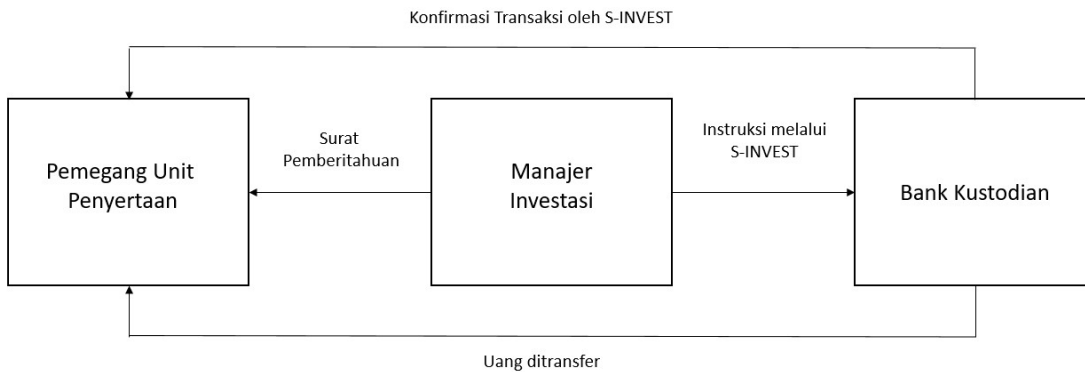 Konfirmasi Transaksi oleh S-INVEST
Pemegang Unit
Penyertaan
Surat
Pemberitahuan
Manajer
Investasi
Instruksi melalui
S-INVEST
Bank Kustodian
Uang ditransfer